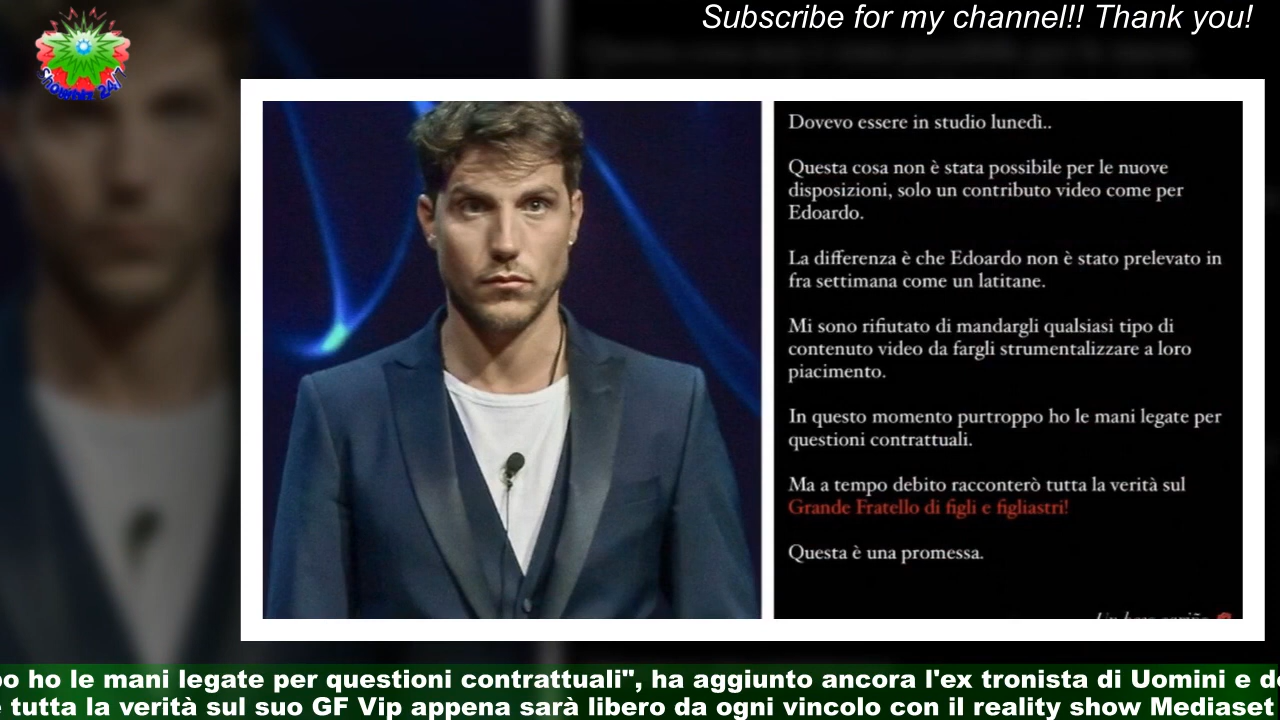 Subscribe for my channel!! Thank you!
Showbiz 24/7
Dovevo essere in studio lunedì..
Questa cosa non è stata possibile per le nuove
disposizioni, solo un contributo video come per
Edoardo.
La differenza è che Edoardo non è stato prelevato in
fra settimana come un latitane.
Mi sono rifiutato di mandargli qualsiasi tipo di
contenuto video da fargli strumentalizzare a loro
piacimento.
In questo momento purtroppo ho le mani legate per
questioni contrattuali.
Ma a tempo debito racconterò tutta la verità sul
Grande Fratello di figli e figliastri!
Questa è una promessa.
ho le mani legate per questioni contrattuali", ha aggiunto ancora l'ex tronista di Uomini e
tutta la verità sul suo GF Vip appena sarà libero da ogni vincolo con il reality show Mediaset